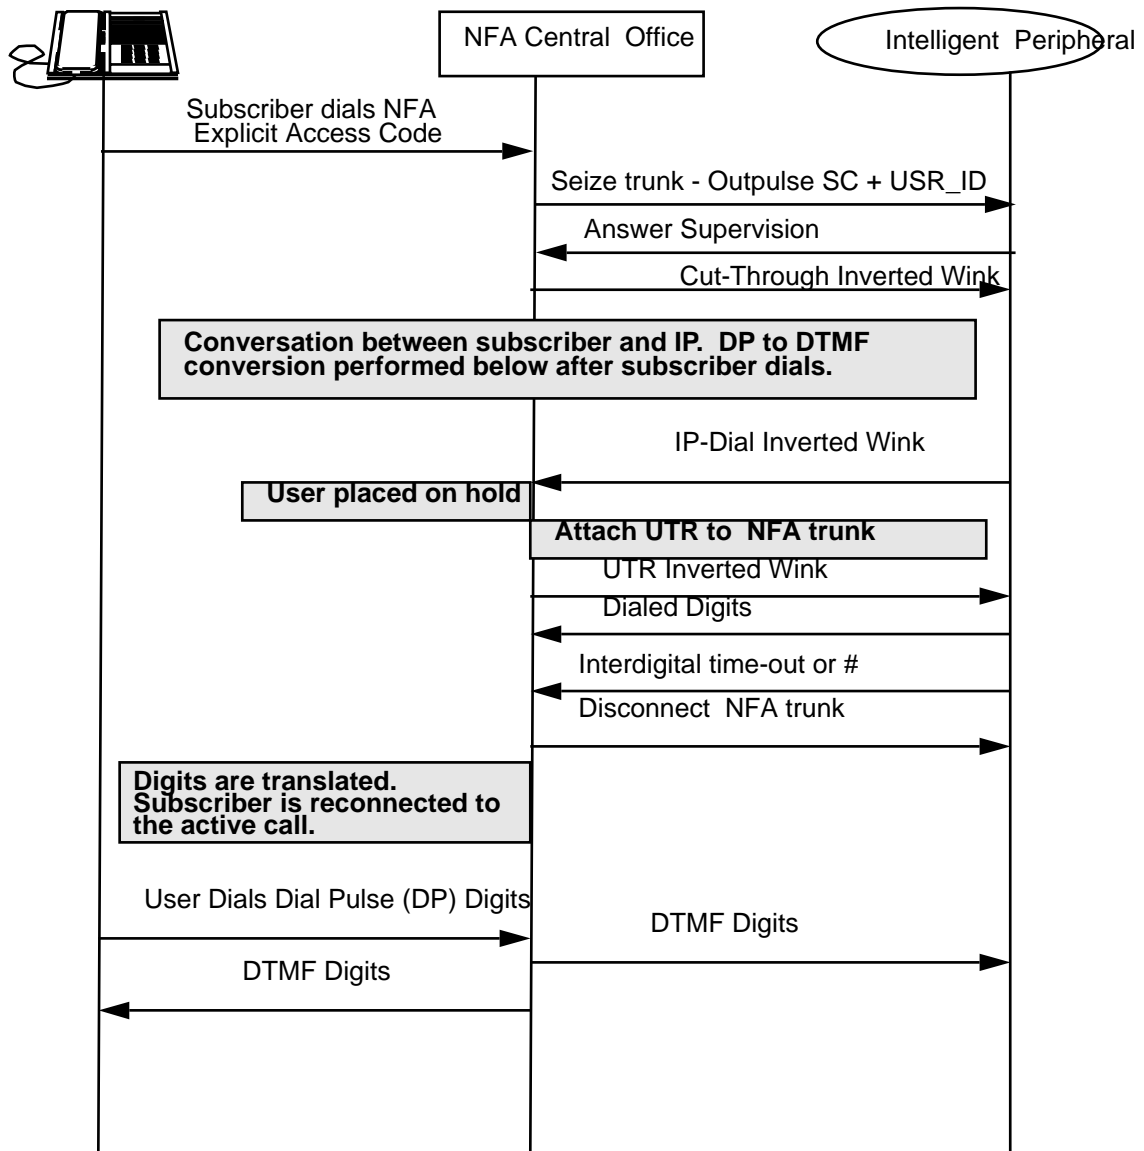 NFA Central Office
Intelligent Peripheral
Subscriber dials NFA
Explicit Access Code
Seize trunk - Outpulse SC + USR_ID
Answer Supervision
Cut-Through Inverted Wink
Conversation between subscriber and IP. DP to DTMF
conversion performed below after subscriber dials.
IP-Dial Inverted Wink
User placed on hold
Attach UTR to NFA trunk
UTR Inverted Wink
Dialed Digits
Interdigital time-out or #
Disconnect NFA trunk
Digits are translated.
Subscriber is reconnected to
the active call.
User Dials Dial Pulse (DP) Digits
DTMF Digits
DTMF Digits